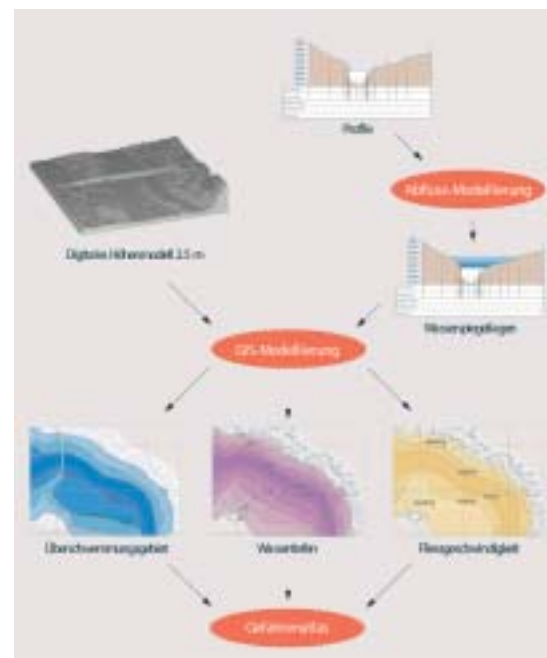 Profile
Abfluss-Modellierung
Digitales Höhenmodell 2.5 m
Wasserspiegellagen
GIS-Modellierung
Überschwemmungsgebiet
Wassertiefen
Fliessgeschwindigkeit
Gefahrenatlas